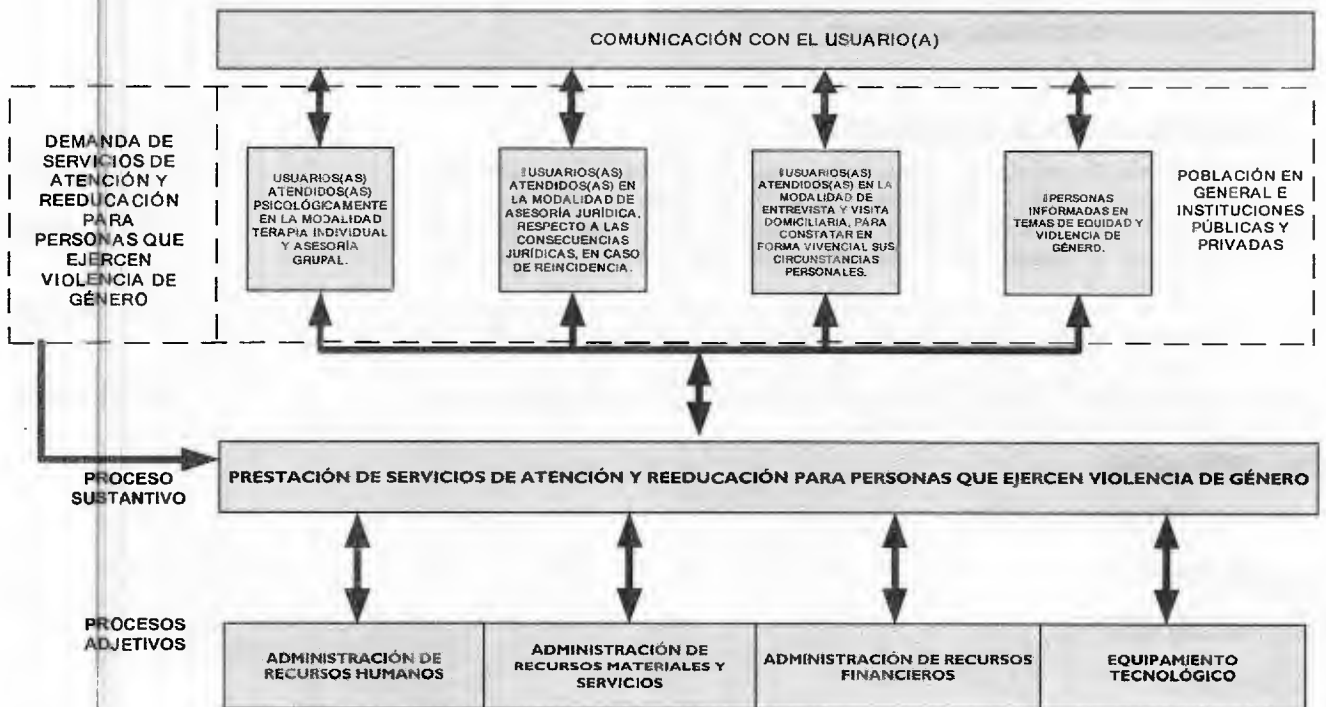 COMUNICACIÓN CON EL USUARIO(A)
DEMANDA DE
SERVICIOS DE
ATENCIÓN Y
REEDUCACIÓN
PARA
PERSONAS QUE
EJERCEN
VIOLENCIA DE
GÉNERO
USUARIOS(AS)
ATENDIDOS(AS)
PSICOLÓGICAMENTE
EN LA MODALIDAD
TERAPIA INDIVIDUAL
Y ASESORÍA
GRUPAL.
USUARIOS(AS)
ATENDIDOS(AS) EN
LA MODALIDAD DE
ASESORÍA JURÍDICA,
RESPECTO A LAS
CONSECUENCIAS
JURÍDICAS, EN CASO
DE REINCIDENCIA.
USUARIOS(AS)
ATENDIDOS(AS) EN LA
MODALIDAD DE
ENTREVISTA Y VISITA
DOMICILIARIA, PARA
CONSTATAR EN
FORMA VIVENCIAL SUS
CIRCUNSTANCIAS
PERSONALES.
PERSONAS
INFORMADAS EN
TEMAS DE EQUIDAD Y
VIOLENCIA DE
GÉNERO.
POBLACIÓN EN
GENERAL E
INSTITUCIONES
PÚBLICAS Y
PRIVADAS
PROCESO
SUSTANTIVO
PRESTACIÓN DE SERVICIOS DE ATENCIÓN Y REEDUCACIÓN PARA PERSONAS QUE EJERCEN VIOLENCIA DE GÉNERO
PROCESOS
ADJETIVOS
ADMINISTRACIÓN DE
RECURSOS HUMANOS
ADMINISTRACIÓN DE
RECURSOS MATERIALES Y
SERVICIOS
ADMINISTRACIÓN DE RECURSOS
FINANCIEROS
EQUIPAMIENTO
TECNOLÓGICO